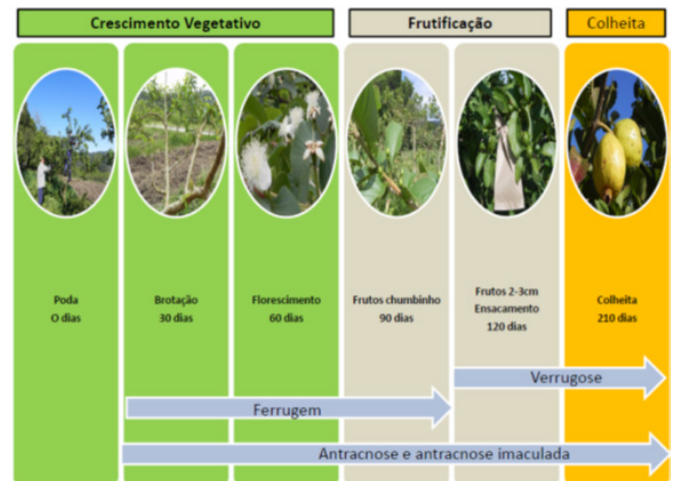 Crescimento Vegetativo
Frutificação
Colheita
Poda
O dias
Brotação
30 dias
Florescimento
60 dias
Frutos chumbinho
90 dias
Frutos 2-3cm
Ensacamento
120 dias
Colheita
210 dias
Verrugose
Ferrugem
Antracnose e antracnose imaculada